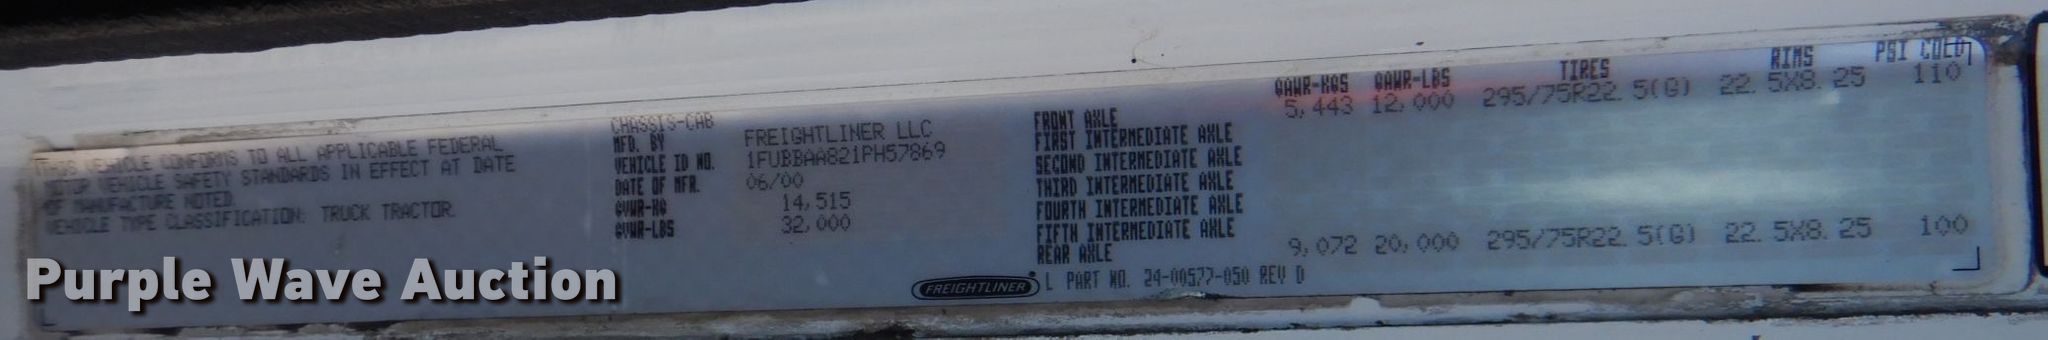 THIS VEHICLE CONFORMS TO ALL APPLICABLE FEDERAL
MOTOR VEHICLE SAFETY STANDARDS IN EFFECT AT DATE
OF MANUFACTURE NOTED.
VEHICLE TYPE CLASSIFICATION: TRUCK TRACTOR
CHASSIS-CAB
MFD. BY FREIGHTLINER LLC
VEHICLE ID NO. 1FUBBAA821PH57869
DATE OF MFR. 06/00
GVWR-KG 14,515
GVWR-LBS 32,000
GAWR-KGS GAWR-LBS TIRES RIMS PSI COLD
FRONT AXLE 5,443 12,000 295/75R22.5(G) 22.5X8.25 110
FIRST INTERMEDIATE AXLE
SECOND INTERMEDIATE AXLE
THIRD INTERMEDIATE AXLE
FOURTH INTERMEDIATE AXLE
FIFTH INTERMEDIATE AXLE
REAR AXLE 9,072 20,000 295/75R22.5(G) 22.5X8.25 100
FREIGHTLINER L PART NO. 24-00577-050 REV D
Purple Wave Auction